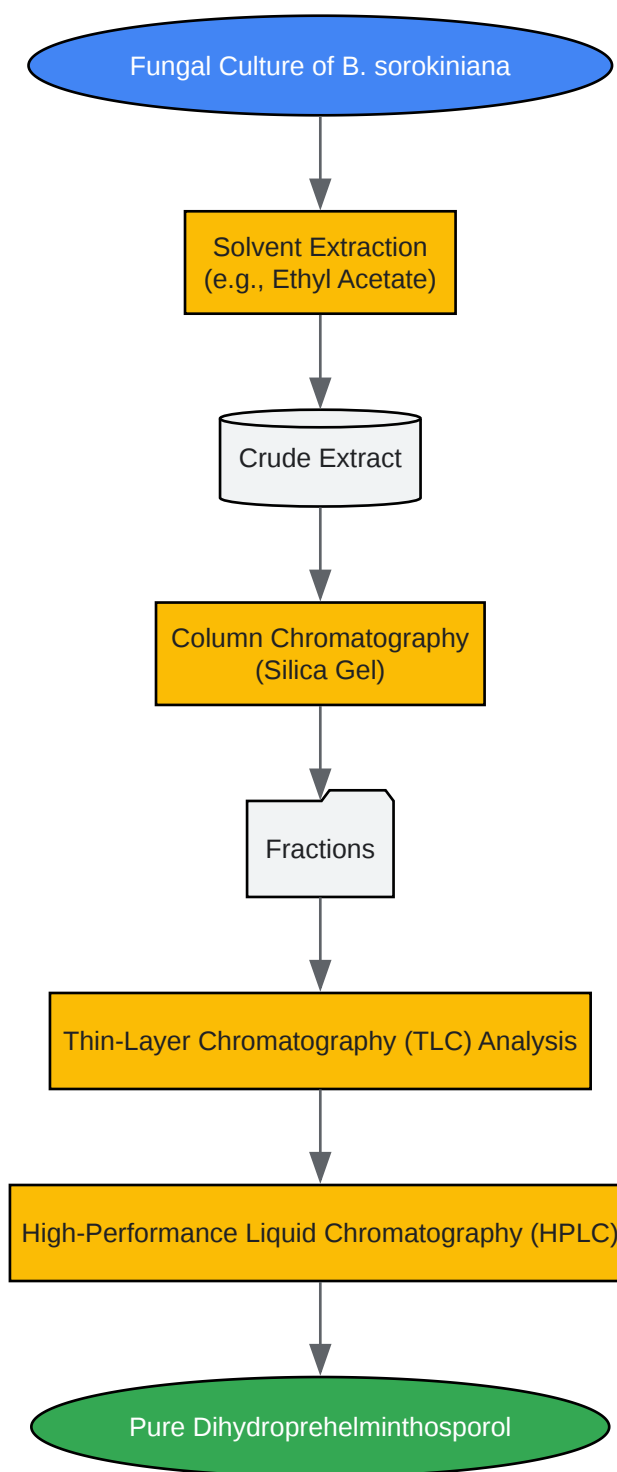 Fungal Culture of B. sorokiniana
Solvent Extraction
(e.g., Ethyl Acetate)
Crude Extract
Column Chromatography
(Silica Gel)
Fractions
Thin-Layer Chromatography (TLC) Analysis
High-Performance Liquid Chromatography (HPLC)
Pure Dihydroprehelminthosporol